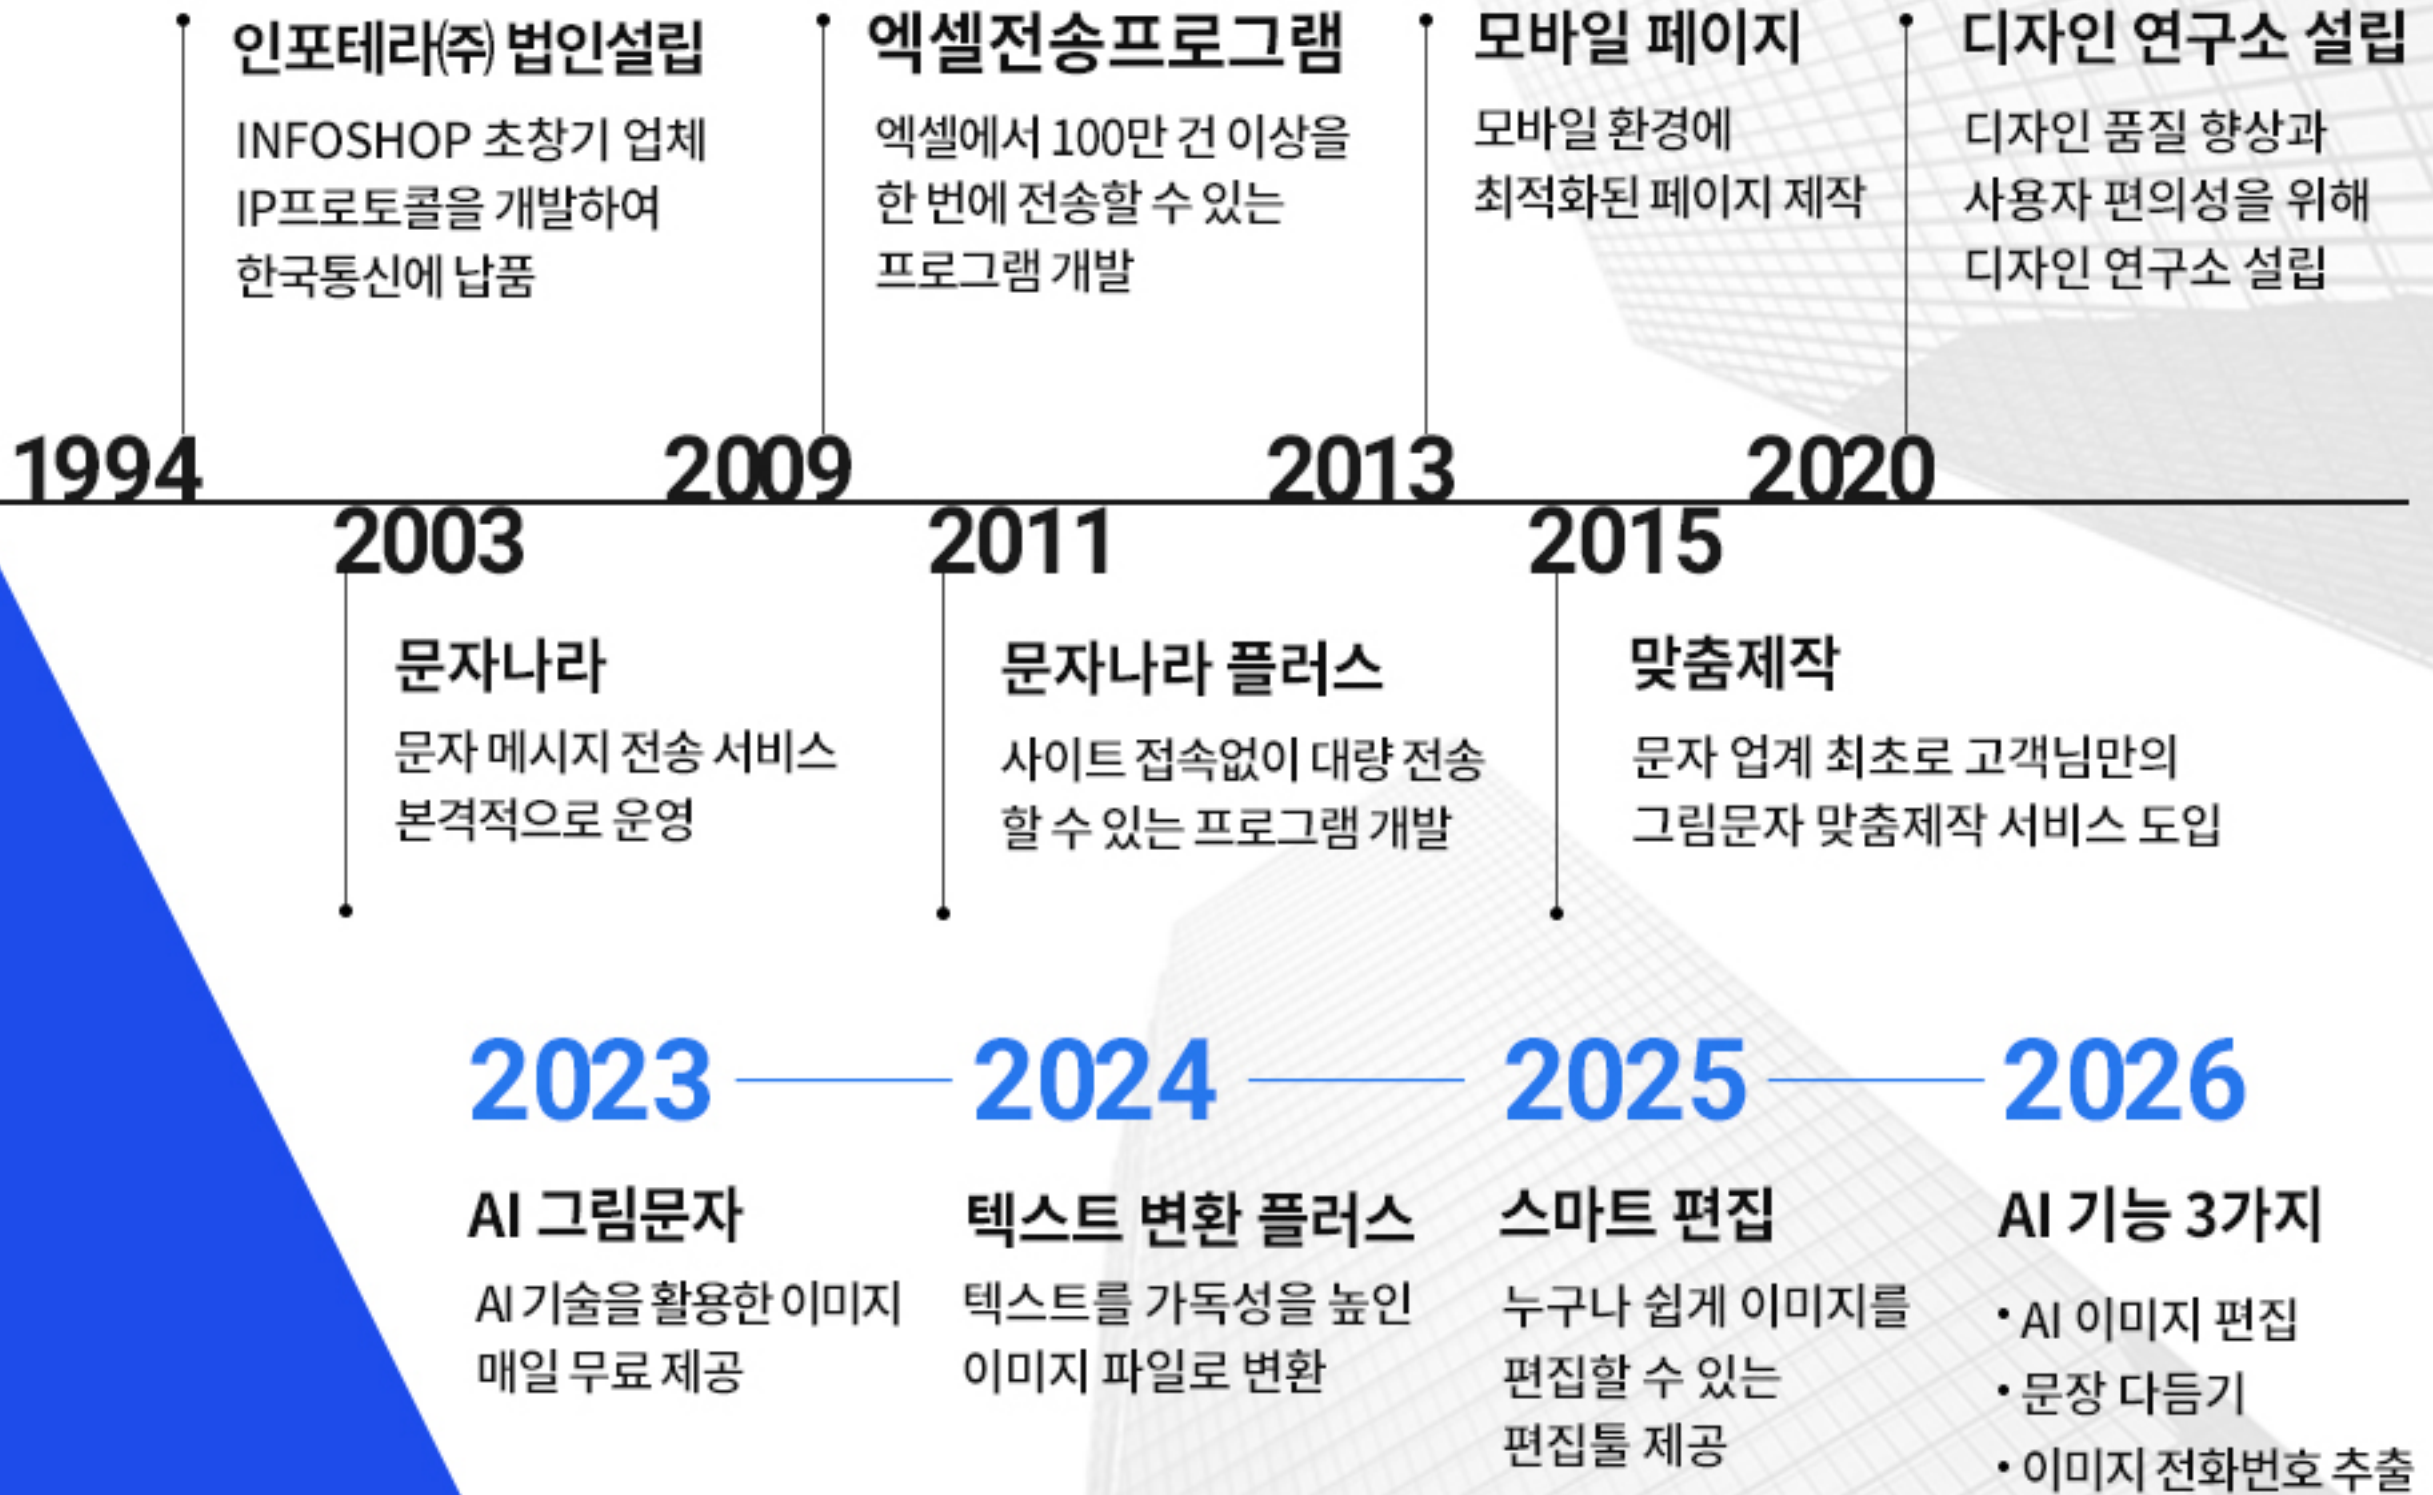 인포테라㈜ 법인설립
INFOSHOP 초창기 업체
IP프로토콜을 개발하여
한국통신에 납품
엑셀전송프로그램
엑셀에서 100만 건 이상을
한 번에 전송할 수 있는
프로그램 개발
모바일 페이지
모바일 환경에
최적화된 페이지 제작
디자인 연구소 설립
디자인 품질 향상과
사용자 편의성을 위해
디자인 연구소 설립
1994
2009
2013
2020
2003
2011
2015
문자나라
문자 메시지 전송 서비스
본격적으로 운영
문자나라 플러스
사이트 접속없이 대량 전송
할 수 있는 프로그램 개발
맞춤제작
문자 업계 최초로 고객님만의
그림문자 맞춤제작 서비스 도입
2023
2024
2025
2026
AI 그림문자
AI 기술을 활용한 이미지
매일 무료 제공
텍스트 변환 플러스
텍스트를 가독성을 높인
이미지 파일로 변환
스마트 편집
누구나 쉽게 이미지를
편집할 수 있는
편집툴 제공
AI 기능 3가지
• AI 이미지 편집
• 문장 다듬기
• 이미지 전화번호 추출